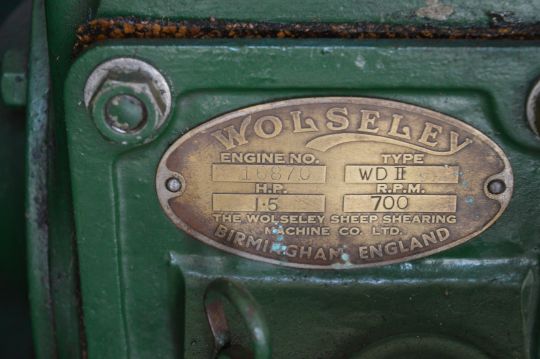 WOLSELEY
ENGINE NO. TYPE
16870 WD II
H.P. R.P.M.
1·5 700
THE WOLSELEY SHEEP SHEARING
MACHINE CO. LTD.
BIRMINGHAM ENGLAND